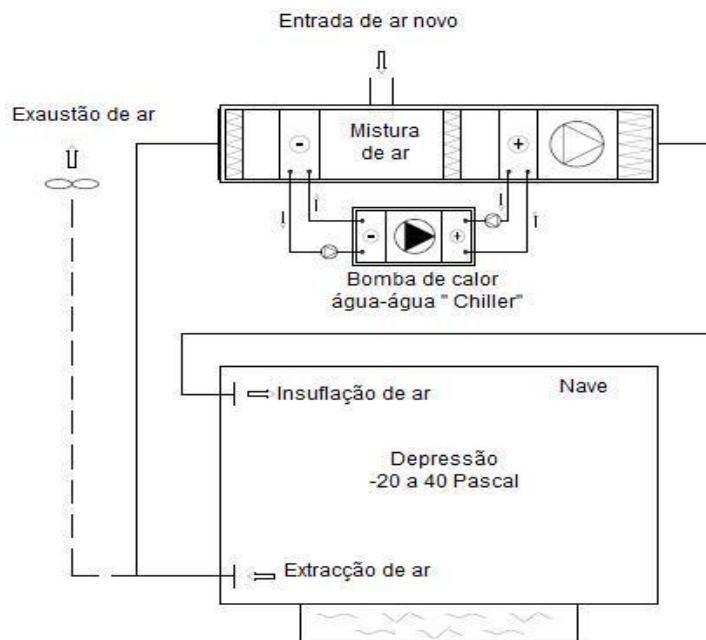 Entrada de ar novo
Exaustão de ar
Mistura
de ar
-
+
-
+
Bomba de calor
água-água " Chiller"
Insuflação de ar
Nave
Depressão
-20 a 40 Pascal
Extracção de ar